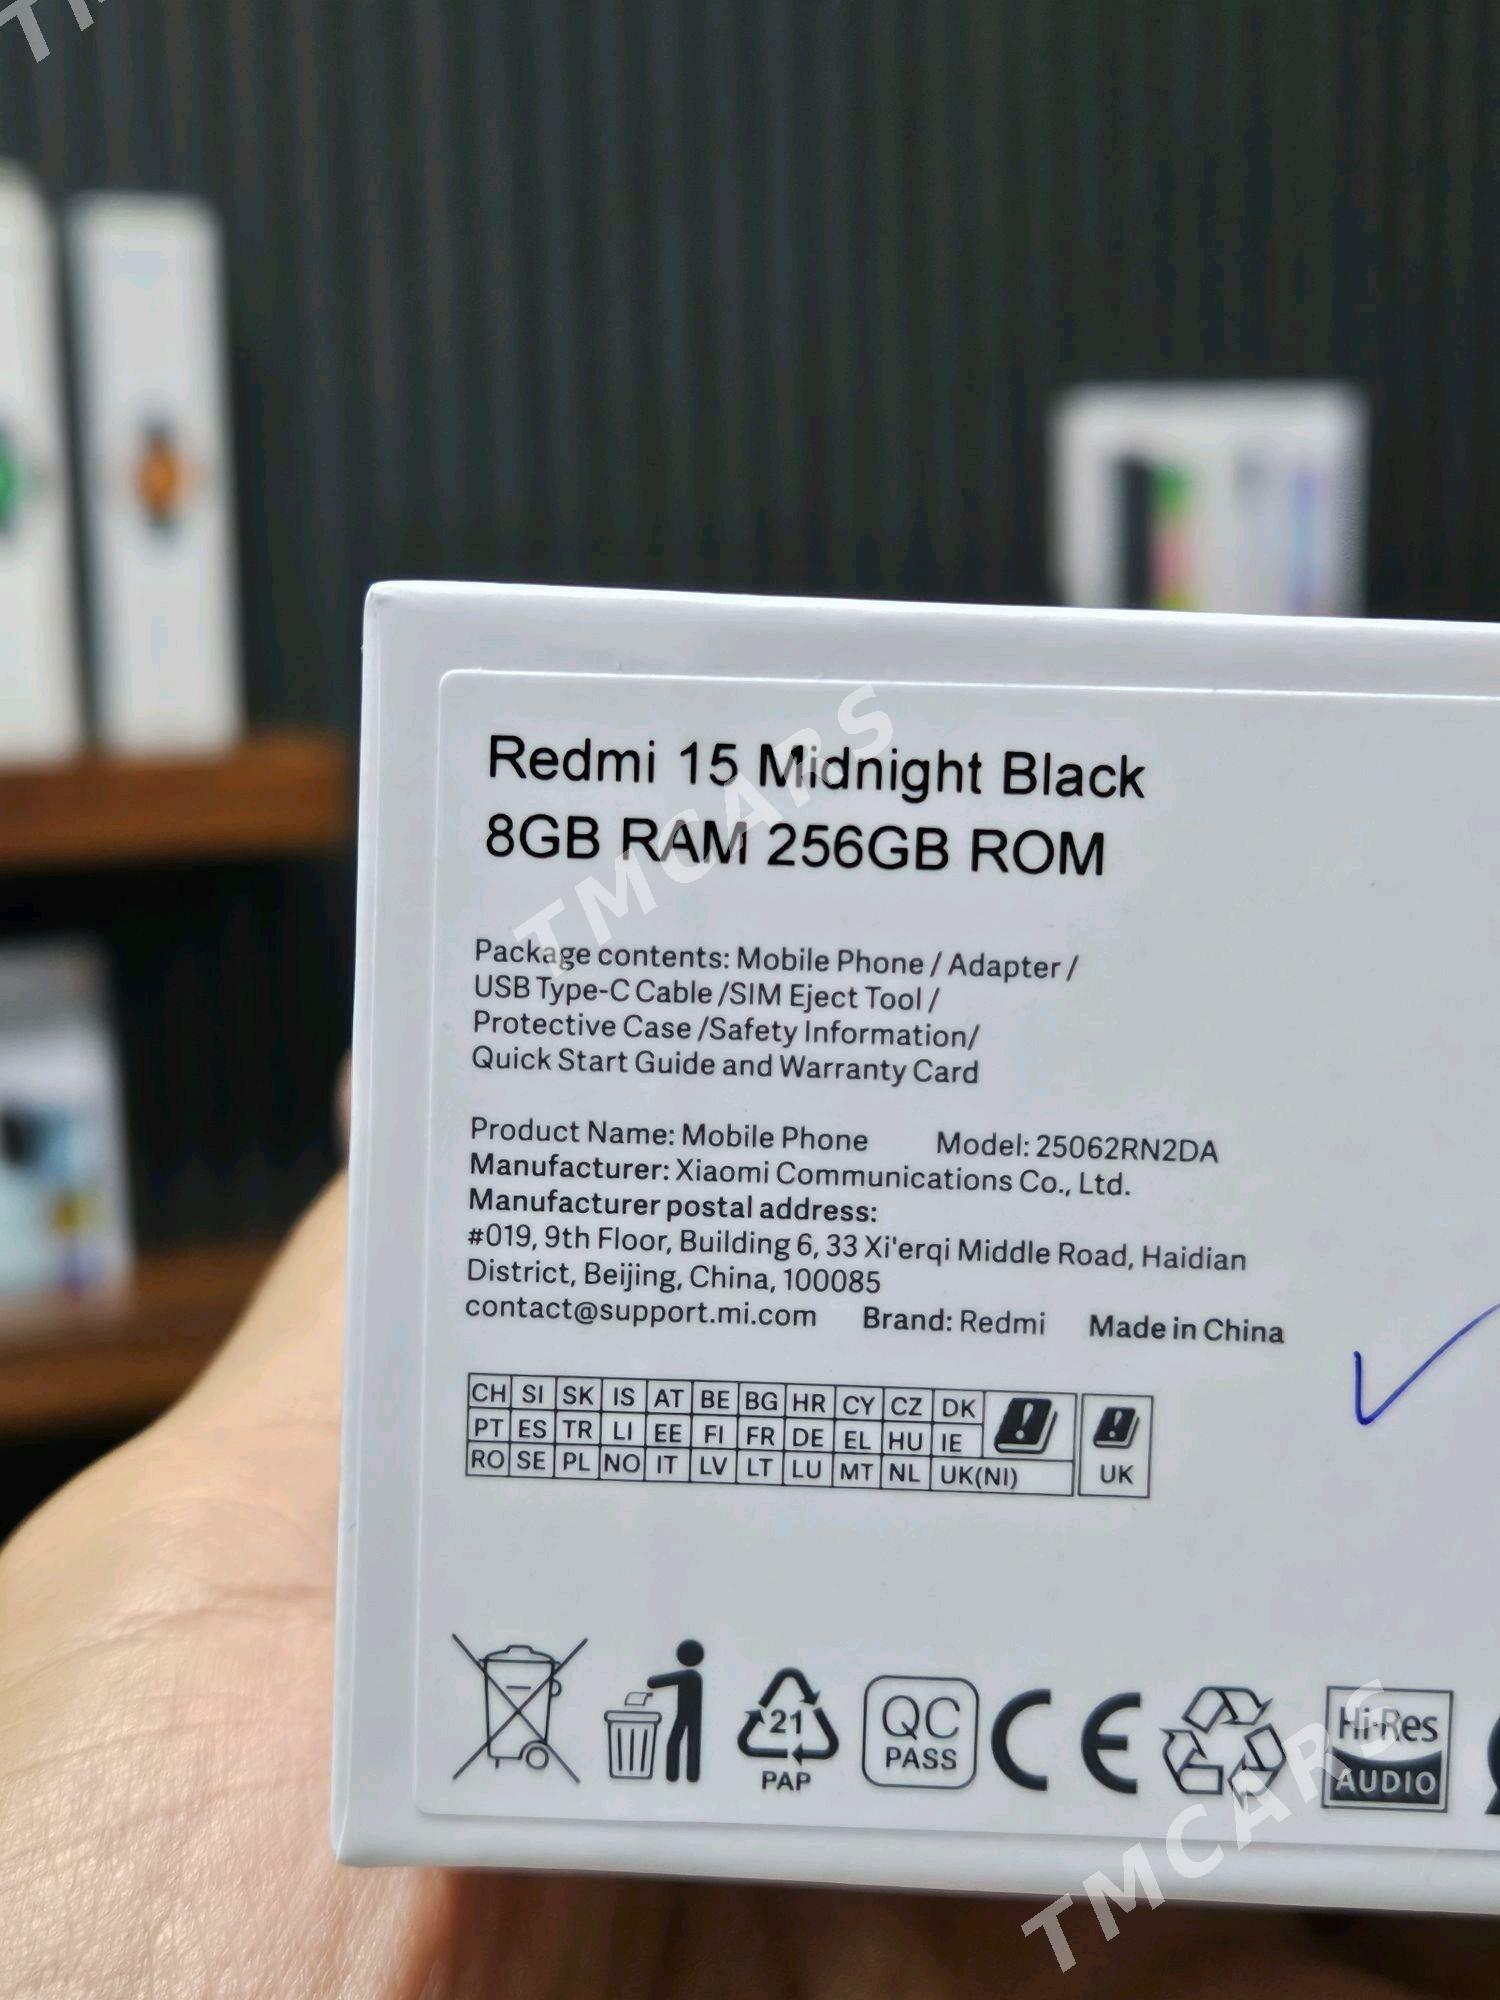 TM
Redmi 15 Midnight Black
8GB RAM 256GB ROM
TMCARS
Package contents: Mobile Phone / Adapter /
USB Type-C Cable /SIM Eject Tool /
Protective Case /Safety Information/
Quick Start Guide and Warranty Card
Product Name: Mobile Phone Model: 25062RN2DA
Manufacturer: Xiaomi Communications Co., Ltd.
Manufacturer postal address:
#019, 9th Floor, Building 6, 33 Xi'erqi Middle Road, Haidian
District, Beijing, China, 100085
contact@support.mi.com Brand: Redmi Made in China
CH SI SK IS AT BE BG HR CY CZ DK
PT ES TR LI EE FI FR DE EL HU IE
RO SE PL NO IT LV LT LU MT NL UK(NI) UK
21
PAP
QC
PASS
CE
Hi-Res
AUDIO
TMCARS